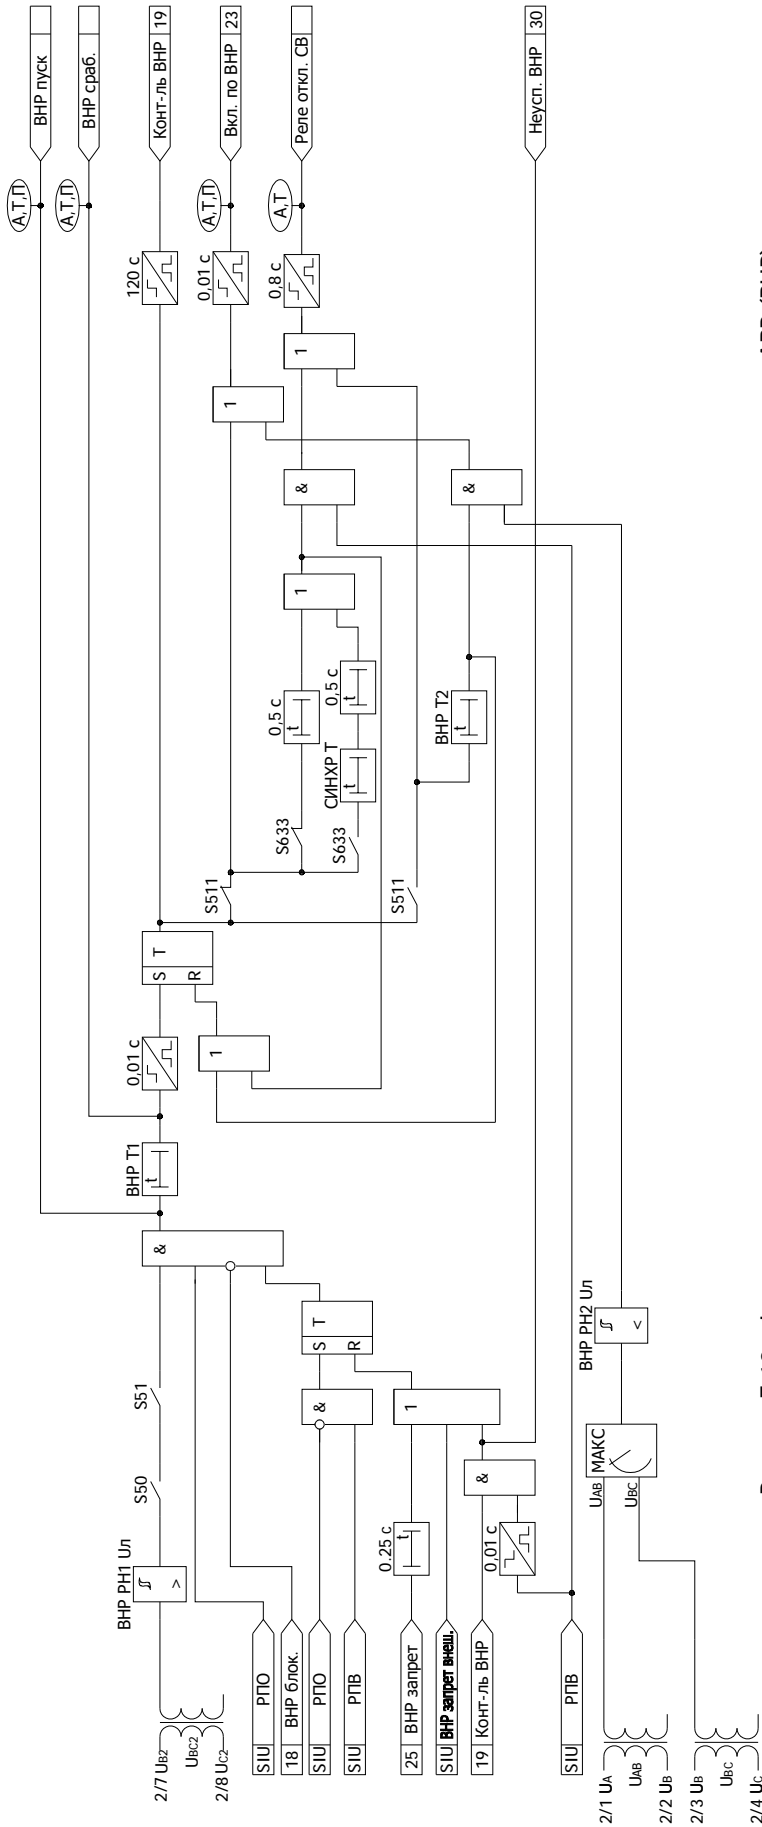 ВНР пуск
ВНР сраб.
Конт-ль ВНР 19
Вкл. по ВНР 23
Реле откл. СВ
Неусп. ВНР 30
А,Т,П
А,Т,П
А,Т,П
А,Т
120 с
0,01 с
0,8 с
1
1
&
&
1
0,5 с
0,5 с
t
t
СИНХР Т
t
ВНР Т2
t
S633
S633
S511
S511
S T
R
0,01 с
1
ВНР Т1
t
&
S T
R
&
1
S51
S50
ВНР РН1 Uл
>
ВНР РН2 Uл
<
МАКС
UAB
UBC
&
0.25 с
t
0,01 с
2/7 UB2
UBC2
2/8 UC2
SIU РПО
18 ВНР блок.
SIU РПО
SIU РПВ
25 ВНР запрет
SIU ВНР запрет внеш.
19 Конт-ль ВНР
SIU РПВ
2/1 UA
UAB
2/2 UB
2/3 UB
UBC
2/4 UC